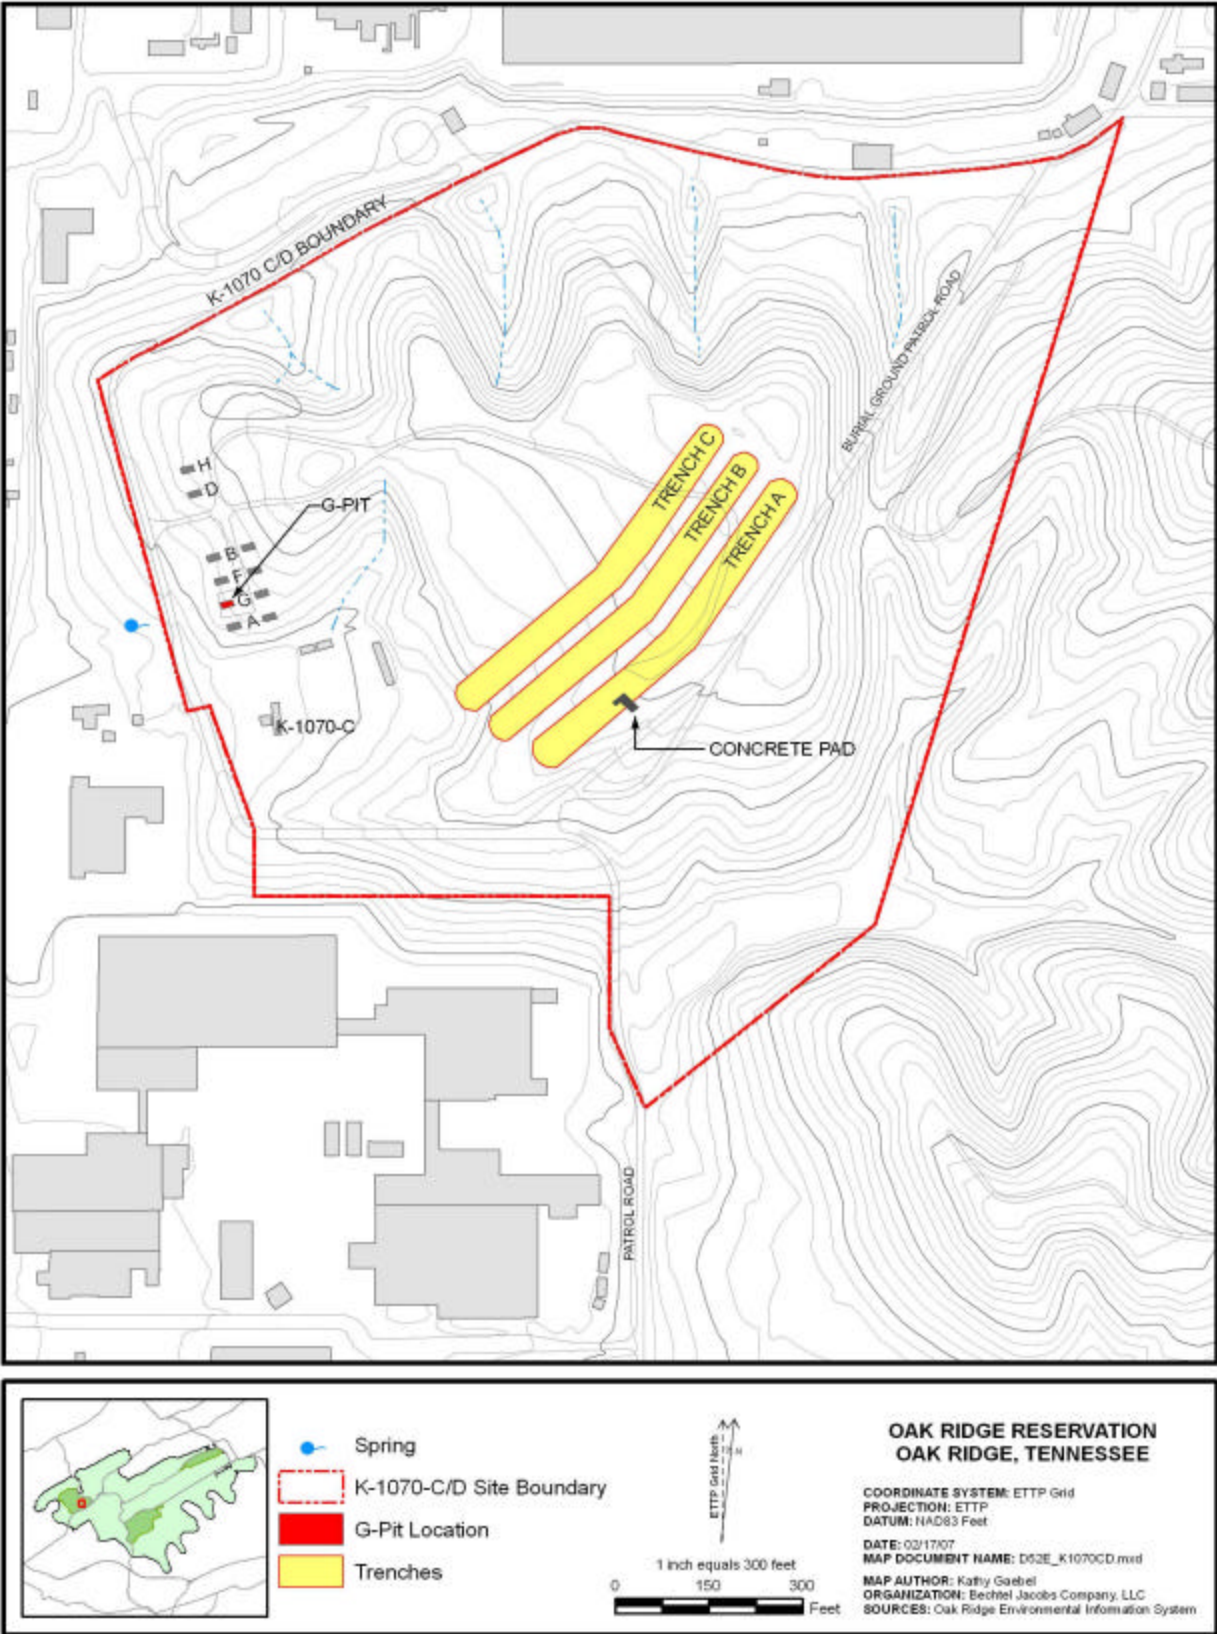 K-1070 C/D BOUNDARY
BURIAL GROUND PATROL ROAD
TRENCH C
TRENCH B
TRENCH A
H
D
G-PIT
B
F
G
A
K-1070-C
CONCRETE PAD
PATROL ROAD
Spring
K-1070-C/D Site Boundary
G-Pit Location
Trenches
ETTP Grid North
1 inch equals 300 feet
0 150 300
Feet
OAK RIDGE RESERVATION
OAK RIDGE, TENNESSEE
COORDINATE SYSTEM: ETTP Grid
PROJECTION: ETTP
DATUM: NAD83 Feet
DATE: 02/17/07
MAP DOCUMENT NAME: D52E_K1070CD.mxd
MAP AUTHOR: Kathy Gaebel
ORGANIZATION: Bechtel Jacobs Company, LLC
SOURCES: Oak Ridge Environmental Information System